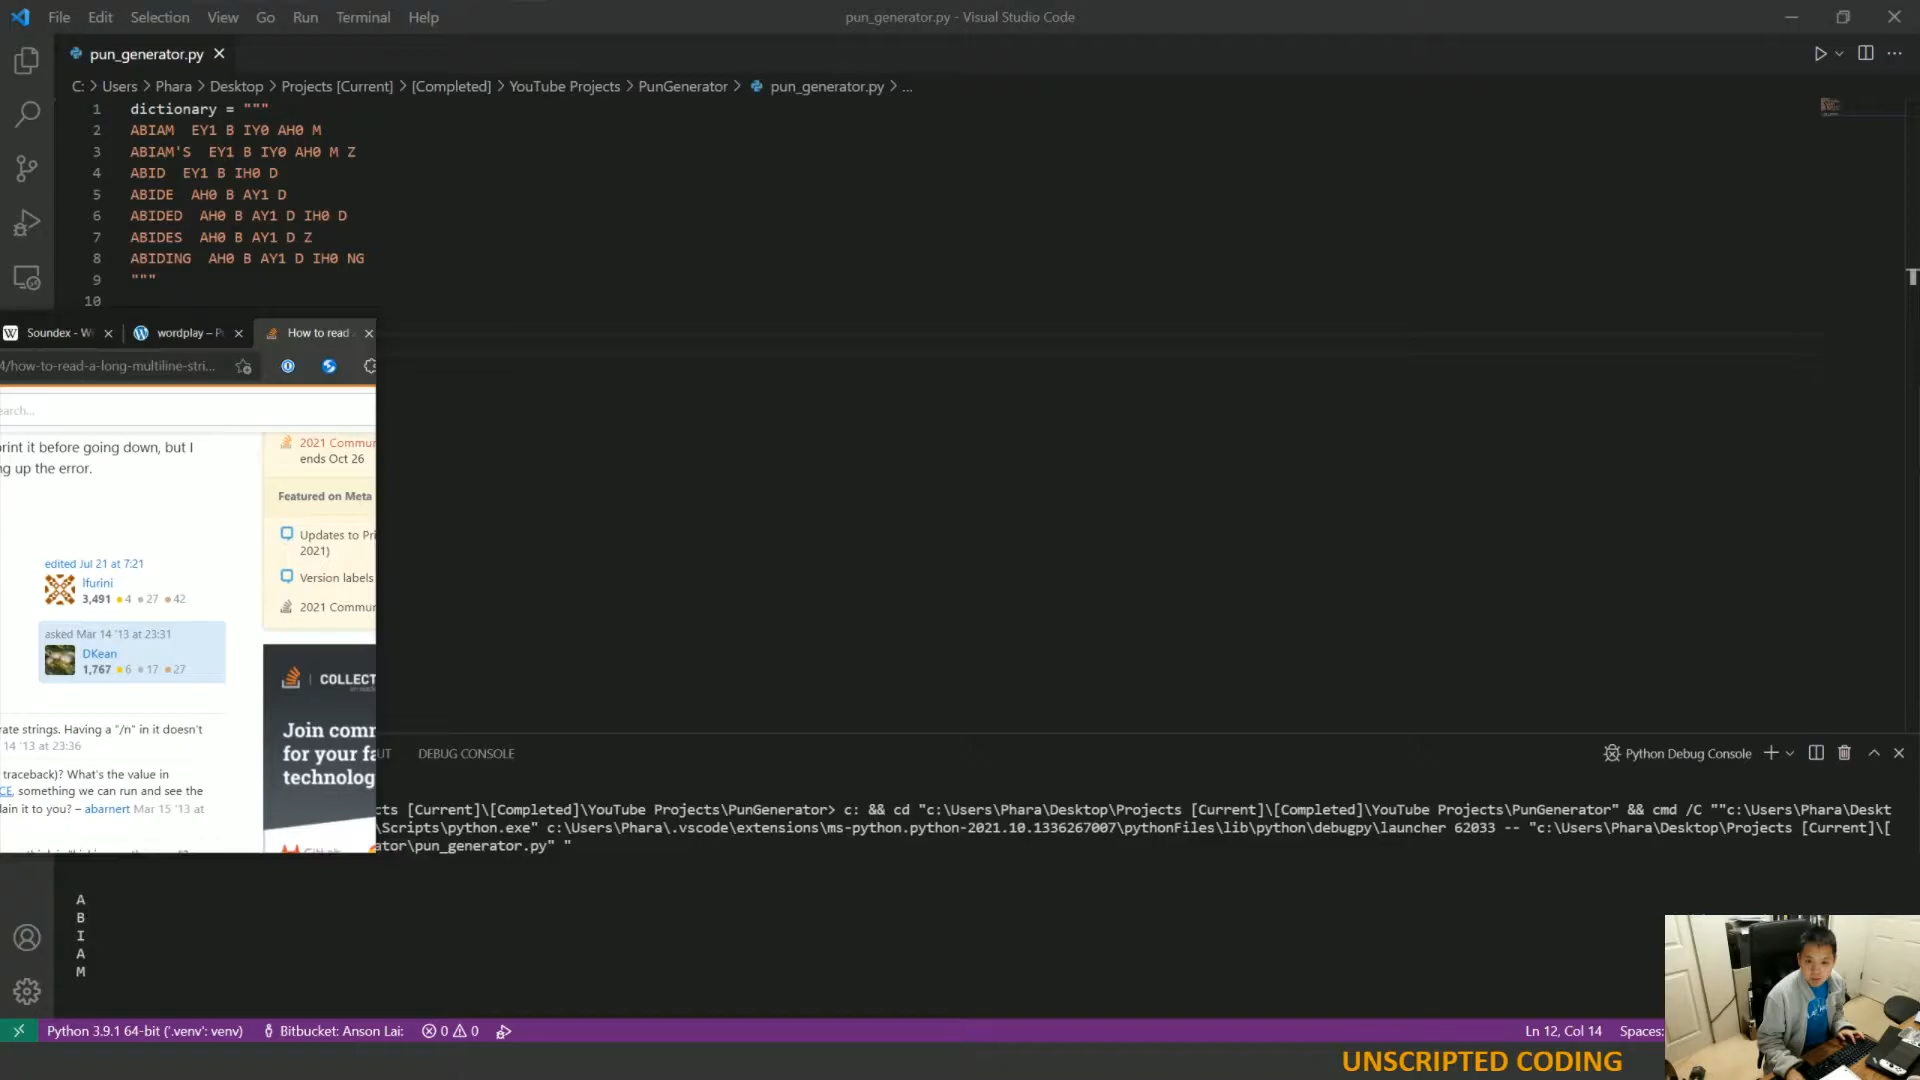 File Edit Selection View Go Run Terminal Help
pun_generator.py - Visual Studio Code
pun_generator.py
C: > Users > Phara > Desktop > Projects [Current] > [Completed] > YouTube Projects > PunGenerator > pun_generator.py > ...
1 dictionary = """
2 ABIAM  EY1 B IY0 AH0 M
3 ABIAM'S  EY1 B IY0 AH0 M Z
4 ABID  EY1 B IH0 D
5 ABIDE  AH0 B AY1 D
6 ABIDED  AH0 B AY1 D IH0 D
7 ABIDES  AH0 B AY1 D Z
8 ABIDING  AH0 B AY1 D IH0 NG
9 """
10
Soundex - W
wordplay – P
How to read
4/how-to-read-a-long-multiline-stri...
earch...
rint it before going down, but I
ng up the error.
2021 Commu
ends Oct 26
Featured on Meta
Updates to Pri
2021)
Version labels
2021 Commu
edited Jul 21 at 7:21
lfurini
3,491 4 27 42
asked Mar 14 '13 at 23:31
DKean
1,767 6 17 27
COLLECT
Join comm
for your fa
technolog
rate strings. Having a "/n" in it doesn't
14 '13 at 23:36
traceback)? What's the value in
CE, something we can run and see the
lain it to you? – abarnert Mar 15 '13 at
UT DEBUG CONSOLE
Python Debug Console
cts [Current]\[Completed]\YouTube Projects\PunGenerator> c: && cd "c:\Users\Phara\Desktop\Projects [Current]\[Completed]\YouTube Projects\PunGenerator" && cmd /C ""c:\Users\Phara\Deskt
\Scripts\python.exe" c:\Users\Phara\.vscode\extensions\ms-python.python-2021.10.1336267007\pythonFiles\lib\python\debugpy\launcher 62033 -- "c:\Users\Phara\Desktop\Projects [Current]\[
ator\pun_generator.py" "
A
B
I
A
M
Python 3.9.1 64-bit ('.venv': venv) Bitbucket: Anson Lai: 0 0
Ln 12, Col 14 Spaces:
UNSCRIPTED CODING